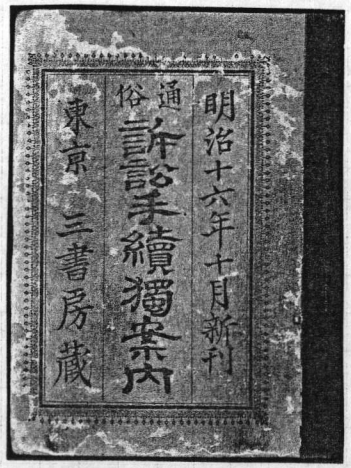 明治十六年十月新刊
通俗
訴訟手續獨案内
東京 三書房蔵